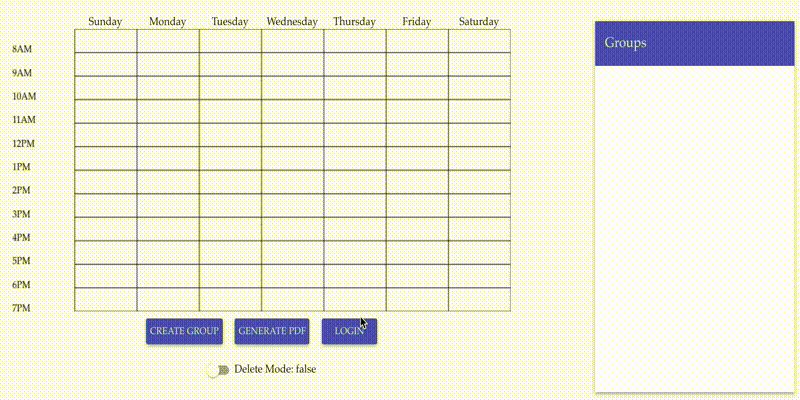 Sunday Monday Tuesday Wednesday Thursday Friday Saturday
8AM
9AM
10AM
11AM
12PM
1PM
2PM
3PM
4PM
5PM
6PM
7PM
CREATE GROUP GENERATE PDF LOGIN
Delete Mode: false
Groups